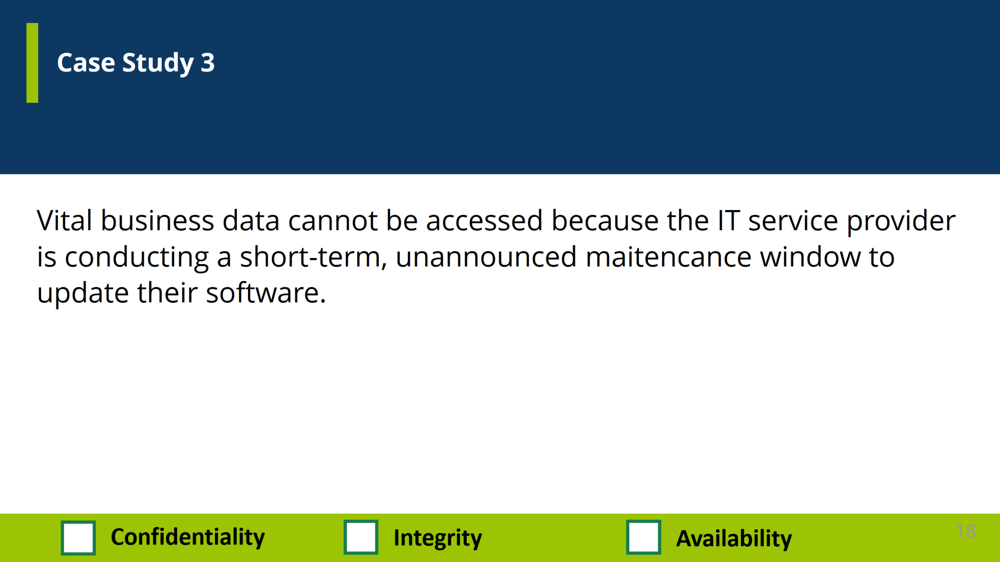 Case Study 3
Vital business data cannot be accessed because the IT service provider
is conducting a short-term, unannounced maitencance window to
update their software.
Confidentiality
Integrity
Availability
18